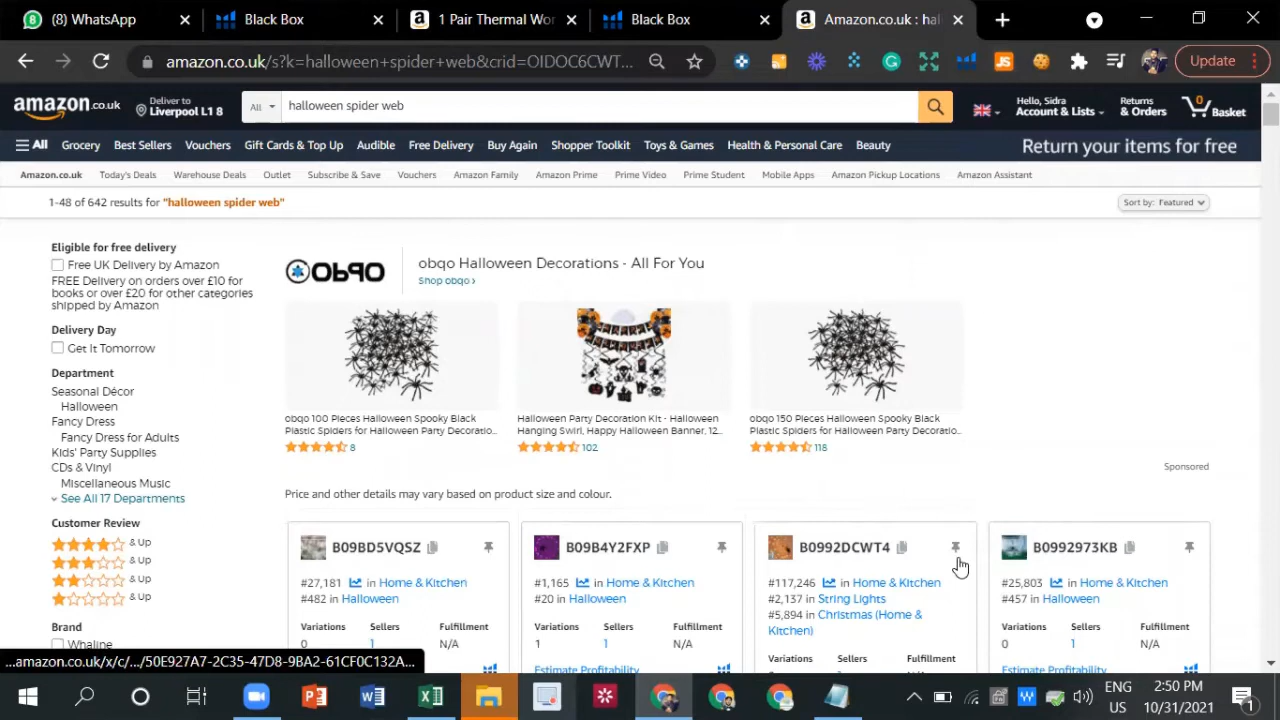 (8) WhatsApp
Black Box
1 Pair Thermal Wor
Black Box
Amazon.co.uk : hal
amazon.co.uk/s?k=halloween+spider+web&crid=OIDOC6CWT...
Update
amazon.co.uk
Deliver to
Liverpool L1 8
All
halloween spider web
Hello, Sidra
Account & Lists
Returns
& Orders
0
Basket
All
Grocery
Best Sellers
Vouchers
Gift Cards & Top Up
Audible
Free Delivery
Buy Again
Shopper Toolkit
Toys & Games
Health & Personal Care
Beauty
Return your items for free
Amazon.co.uk
Today's Deals
Warehouse Deals
Outlet
Subscribe & Save
Vouchers
Amazon Family
Amazon Prime
Prime Video
Prime Student
Mobile Apps
Amazon Pickup Locations
Amazon Assistant
1-48 of 642 results for "halloween spider web"
Sort by: Featured
Eligible for free delivery
Free UK Delivery by Amazon
FREE Delivery on orders over £10 for
books or over £20 for other categories
shipped by Amazon
Delivery Day
Get It Tomorrow
Department
Seasonal Décor
Halloween
Fancy Dress
Fancy Dress for Adults
Kids' Party Supplies
CDs & Vinyl
Miscellaneous Music
See All 17 Departments
Customer Review
& Up
& Up
& Up
& Up
Brand
Whaline
obqo
obqo Halloween Decorations - All For You
Shop obqo ›
obqo 100 Pieces Halloween Spooky Black
Plastic Spiders for Halloween Party Decoratio...
8
Halloween Party Decoration Kit - Halloween
Hanging Swirl, Happy Halloween Banner, 12...
102
obqo 150 Pieces Halloween Spooky Black
Plastic Spiders for Halloween Party Decoratio...
118
Sponsored
Price and other details may vary based on product size and colour.
B09BD5VQSZ
#27,181 in Home & Kitchen
#482 in Halloween
Variations
Sellers
Fulfillment
0
1
N/A
B09B4Y2FXP
#1,165 in Home & Kitchen
#20 in Halloween
Variations
Sellers
Fulfillment
1
1
N/A
Estimate Profitability
B0992DCWT4
#117,246 in Home & Kitchen
#2,137 in String Lights
#5,894 in Christmas (Home &
Kitchen)
Variations
Sellers
Fulfillment
B0992973KB
#25,803 in Home & Kitchen
#457 in Halloween
Variations
Sellers
Fulfillment
0
1
N/A
Estimate Profitability
...amazon.co.uk/x/c/.../50E927A7-2C35-47D8-9BA2-61CF0C132A...
ENG
IN
2:50 PM
10/31/2021
1